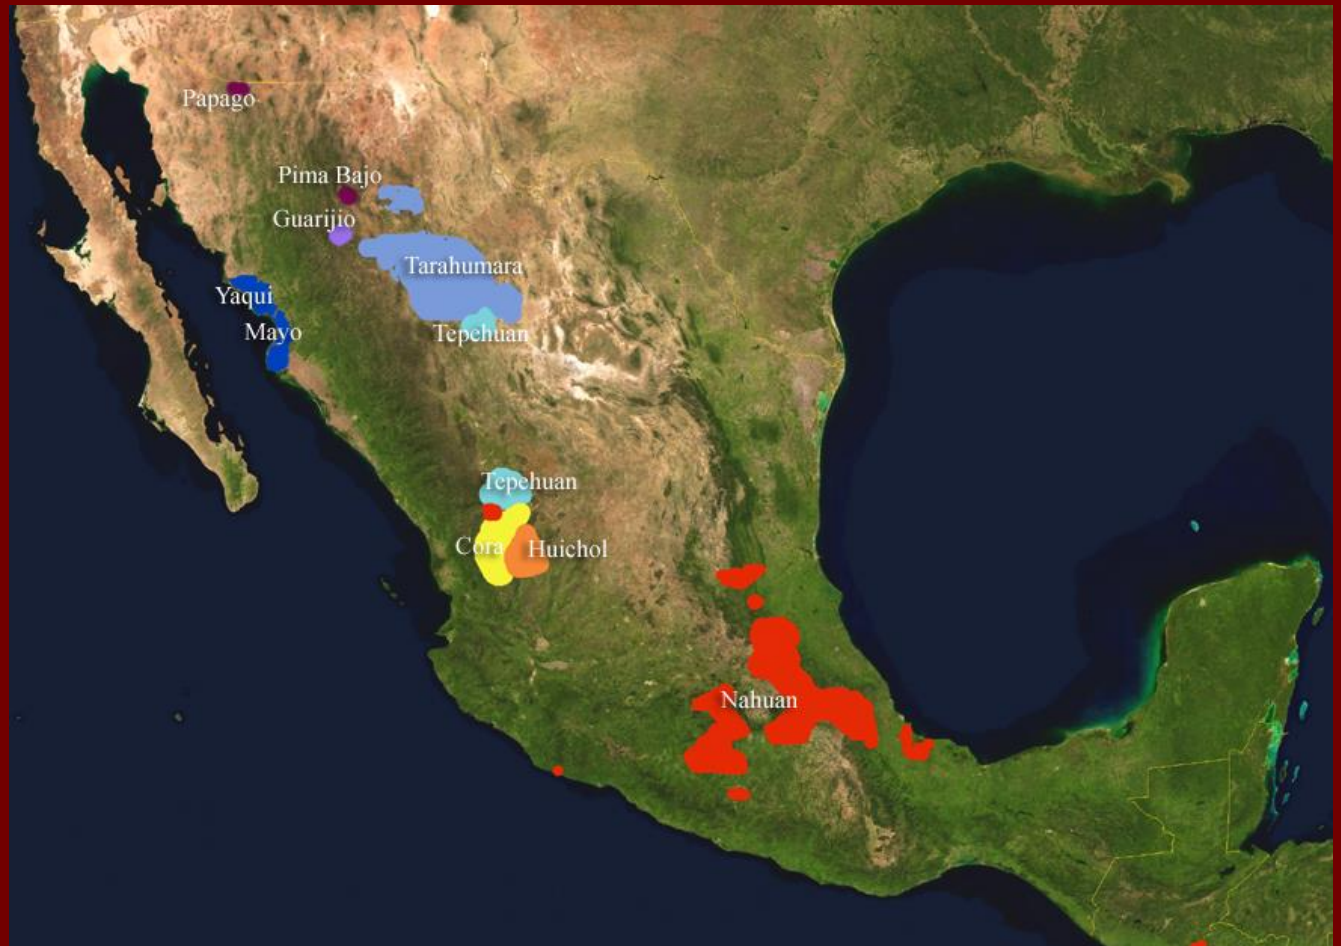 Papago
Pima Bajo
Guarijio
Tarahumara
Yaqui
Mayo
Tepehuan
Tepehuan
Cora
Huichol
Nahuan